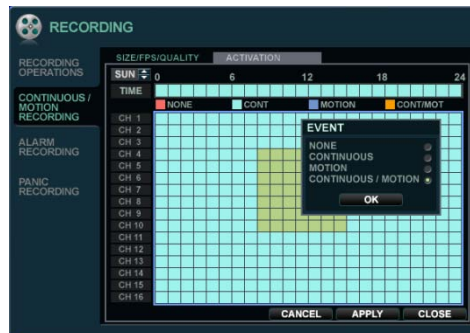 RECORDING
SIZE/FPS/QUALITY ACTIVATION
RECORDING
OPERATIONS
CONTINUOUS /
MOTION
RECORDING
ALARM
RECORDING
PANIC
RECORDING
SUN 0 6 12 18 24
TIME
NONE CONT MOTION CONT/MOT
CH 1
CH 2
CH 3
CH 4
CH 5
CH 6
CH 7
CH 8
CH 9
CH 10
CH 11
CH 12
CH 13
CH 14
CH 15
CH 16
EVENT
NONE
CONTINUOUS
MOTION
CONTINUOUS / MOTION
OK
CANCEL APPLY CLOSE